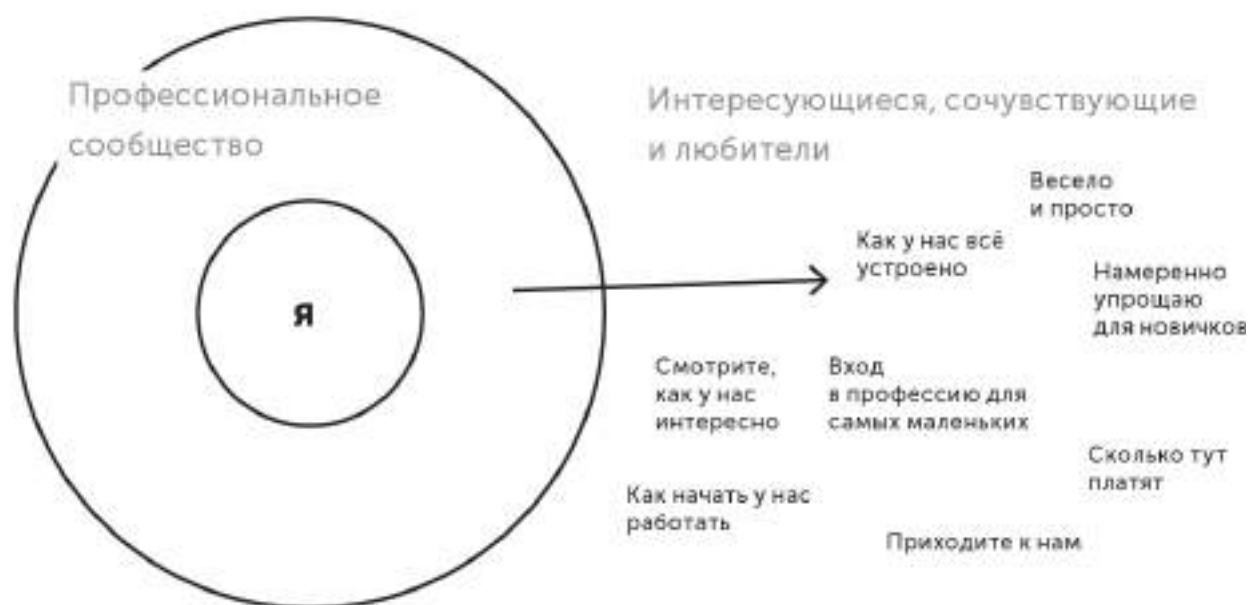 Профессиональное
сообщество
Интересующиеся, сочувствующие
и любители
Весело
и просто
Как у нас всё
устроено
Намеренно
упрощаю
для новичков
Я
Смотрите,
как у нас
интересно
Вход
в профессию для
самых маленьких
Сколько тут
платят
Как начать у нас
работать
Приходите к нам